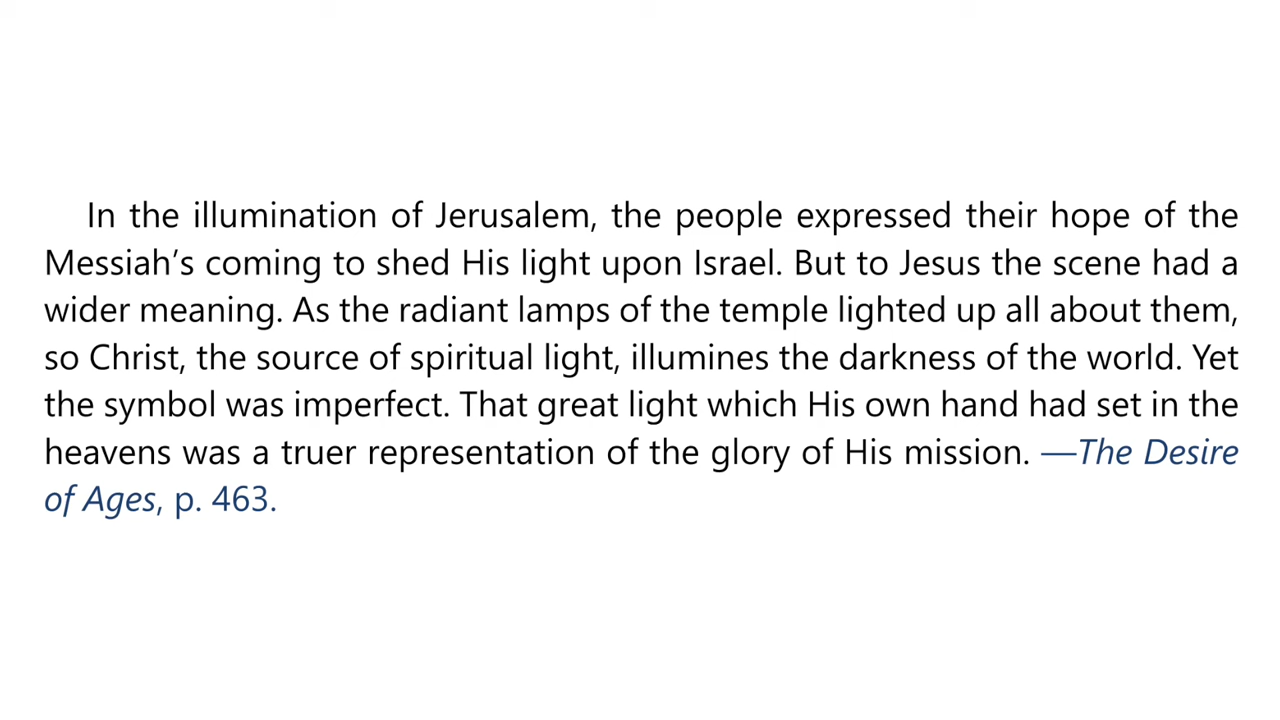 In the illumination of Jerusalem, the people expressed their hope of the
Messiah’s coming to shed His light upon Israel. But to Jesus the scene had a
wider meaning. As the radiant lamps of the temple lighted up all about them,
so Christ, the source of spiritual light, illumines the darkness of the world. Yet
the symbol was imperfect. That great light which His own hand had set in the
heavens was a truer representation of the glory of His mission. —The Desire
of Ages, p. 463.